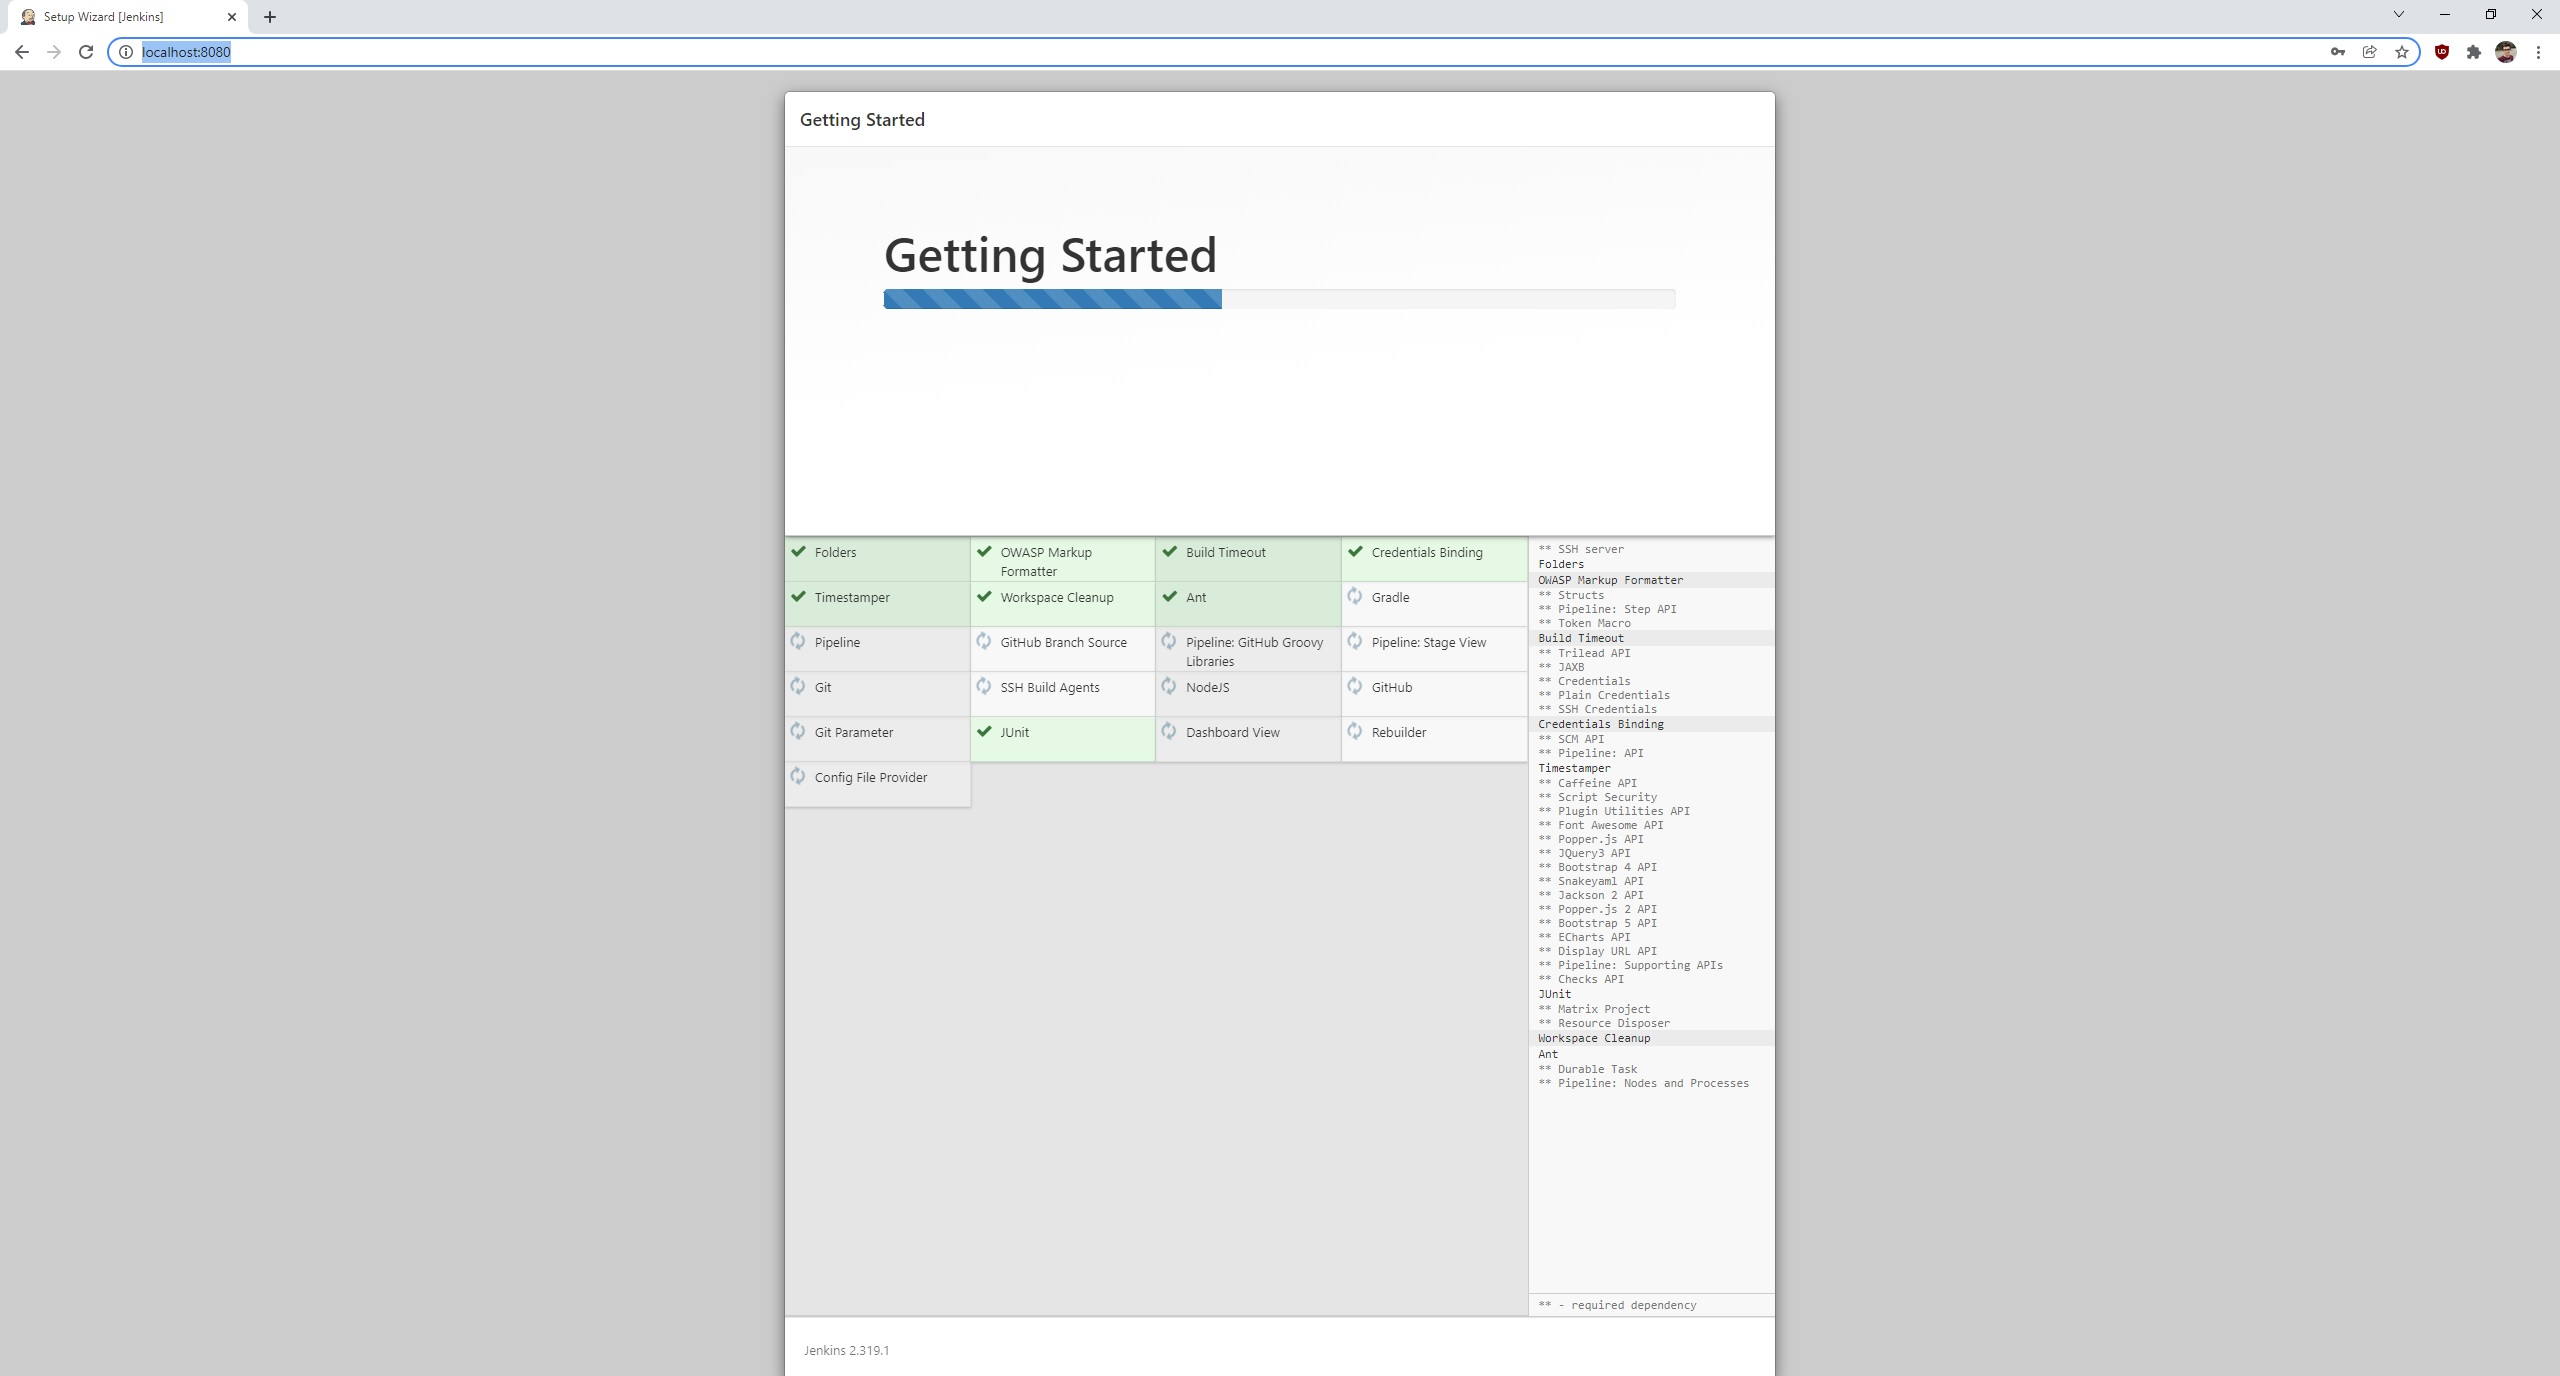 Setup Wizard [Jenkins]
localhost:8080
Getting Started
Getting Started
Folders
OWASP Markup
Formatter
Build Timeout
Credentials Binding
Timestamper
Workspace Cleanup
Ant
Gradle
Pipeline
GitHub Branch Source
Pipeline: GitHub Groovy
Libraries
Pipeline: Stage View
Git
SSH Build Agents
NodeJS
GitHub
Git Parameter
JUnit
Dashboard View
Rebuilder
Config File Provider
** SSH server
Folders
OWASP Markup Formatter
** Structs
** Pipeline: Step API
** Token Macro
Build Timeout
** Trilead API
** JAXB
** Credentials
** Plain Credentials
** SSH Credentials
Credentials Binding
** SCM API
** Pipeline: API
Timestamper
** Caffeine API
** Script Security
** Plugin Utilities API
** Font Awesome API
** Popper.js API
** JQuery3 API
** Bootstrap 4 API
** Snakeyaml API
** Jackson 2 API
** Popper.js 2 API
** Bootstrap 5 API
** ECharts API
** Display URL API
** Pipeline: Supporting APIs
** Checks API
JUnit
** Matrix Project
** Resource Disposer
Workspace Cleanup
Ant
** Durable Task
** Pipeline: Nodes and Processes
** - required dependency
Jenkins 2.319.1